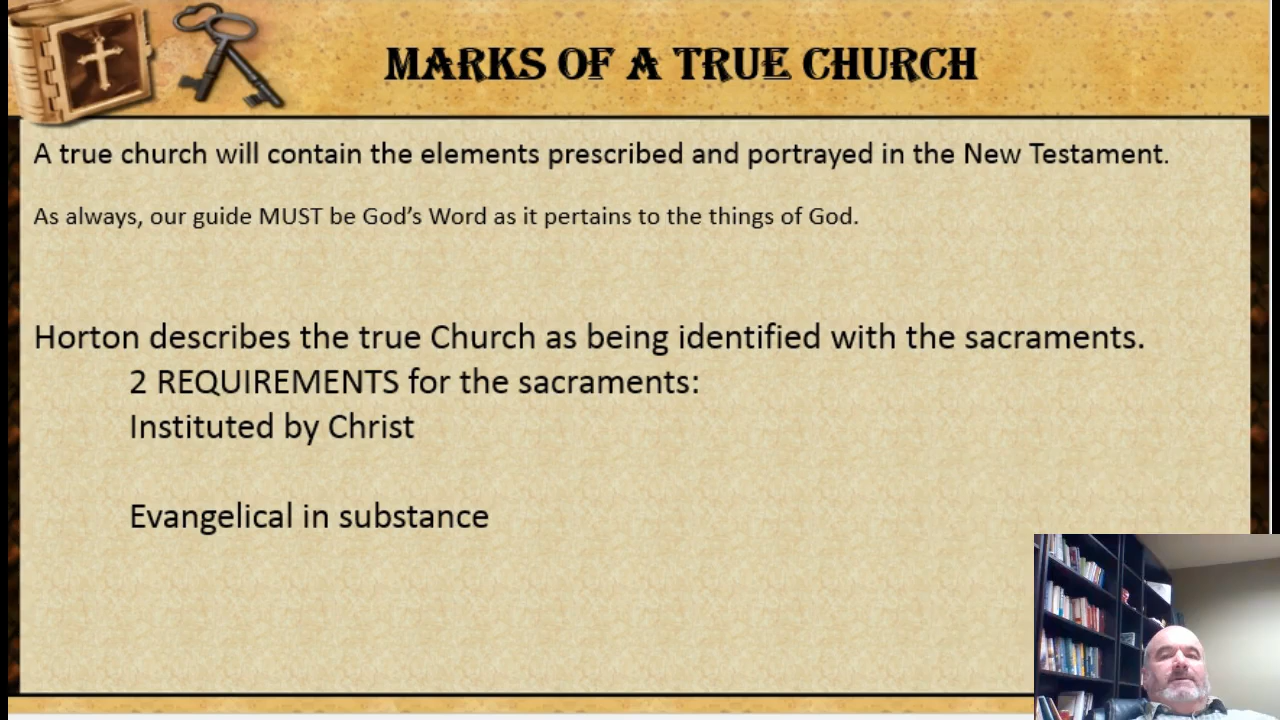 MARKS OF A TRUE CHURCH
A true church will contain the elements prescribed and portrayed in the New Testament.
As always, our guide MUST be God’s Word as it pertains to the things of God.
Horton describes the true Church as being identified with the sacraments.
2 REQUIREMENTS for the sacraments:
Instituted by Christ
Evangelical in substance